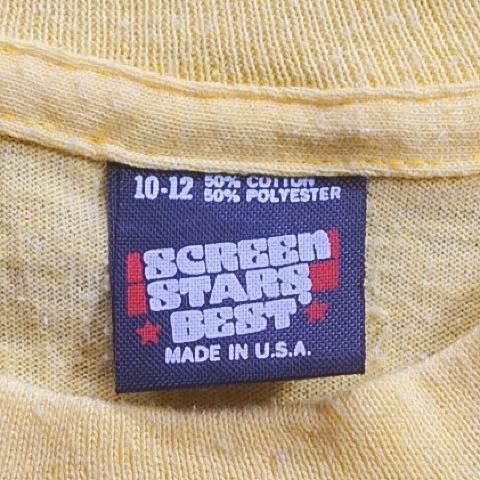 10-12 50% COTTON
50% POLYESTER
SCREEN
STARS
BEST®
MADE IN U.S.A.